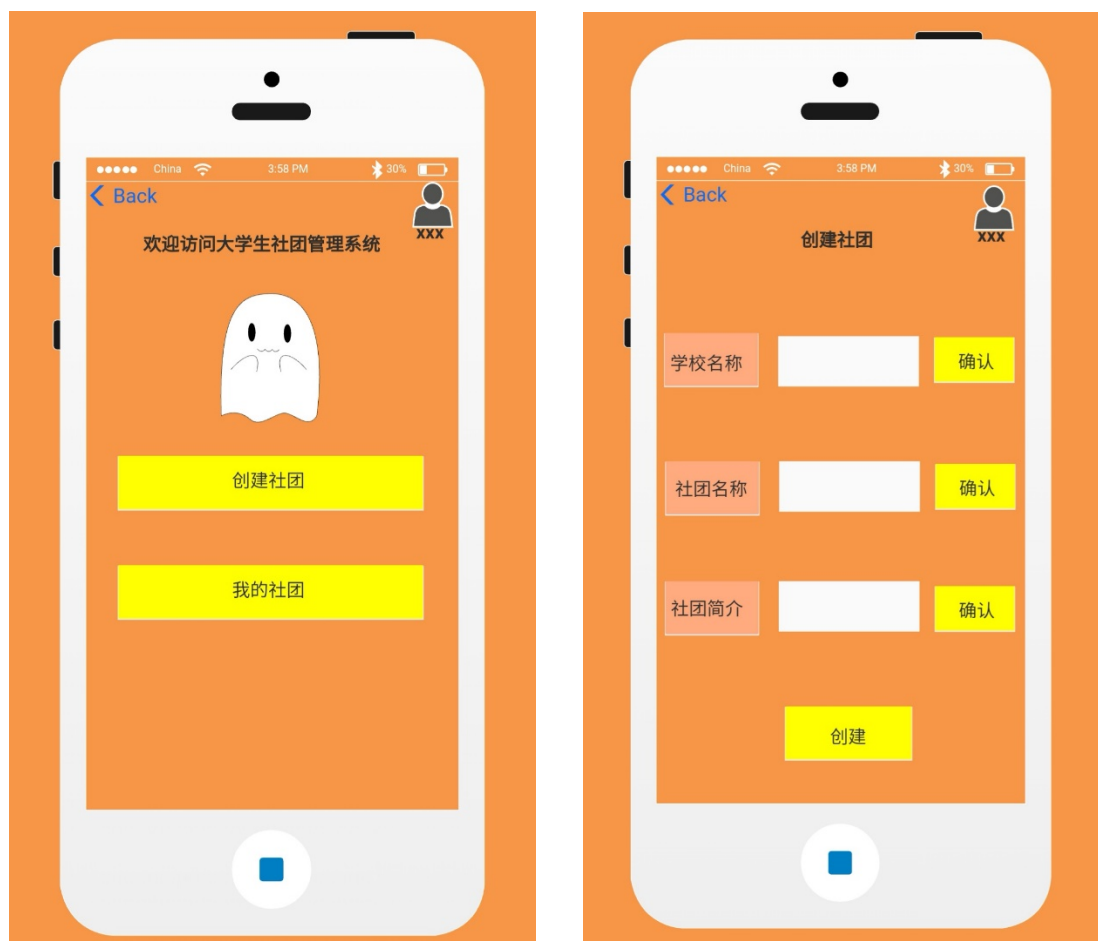 China 3:58 PM 30%
Back
xxx
欢迎访问大学生社团管理系统
创建社团
我的社团
China 3:58 PM 30%
Back
xxx
创建社团
学校名称 确认
社团名称 确认
社团简介 确认
创建